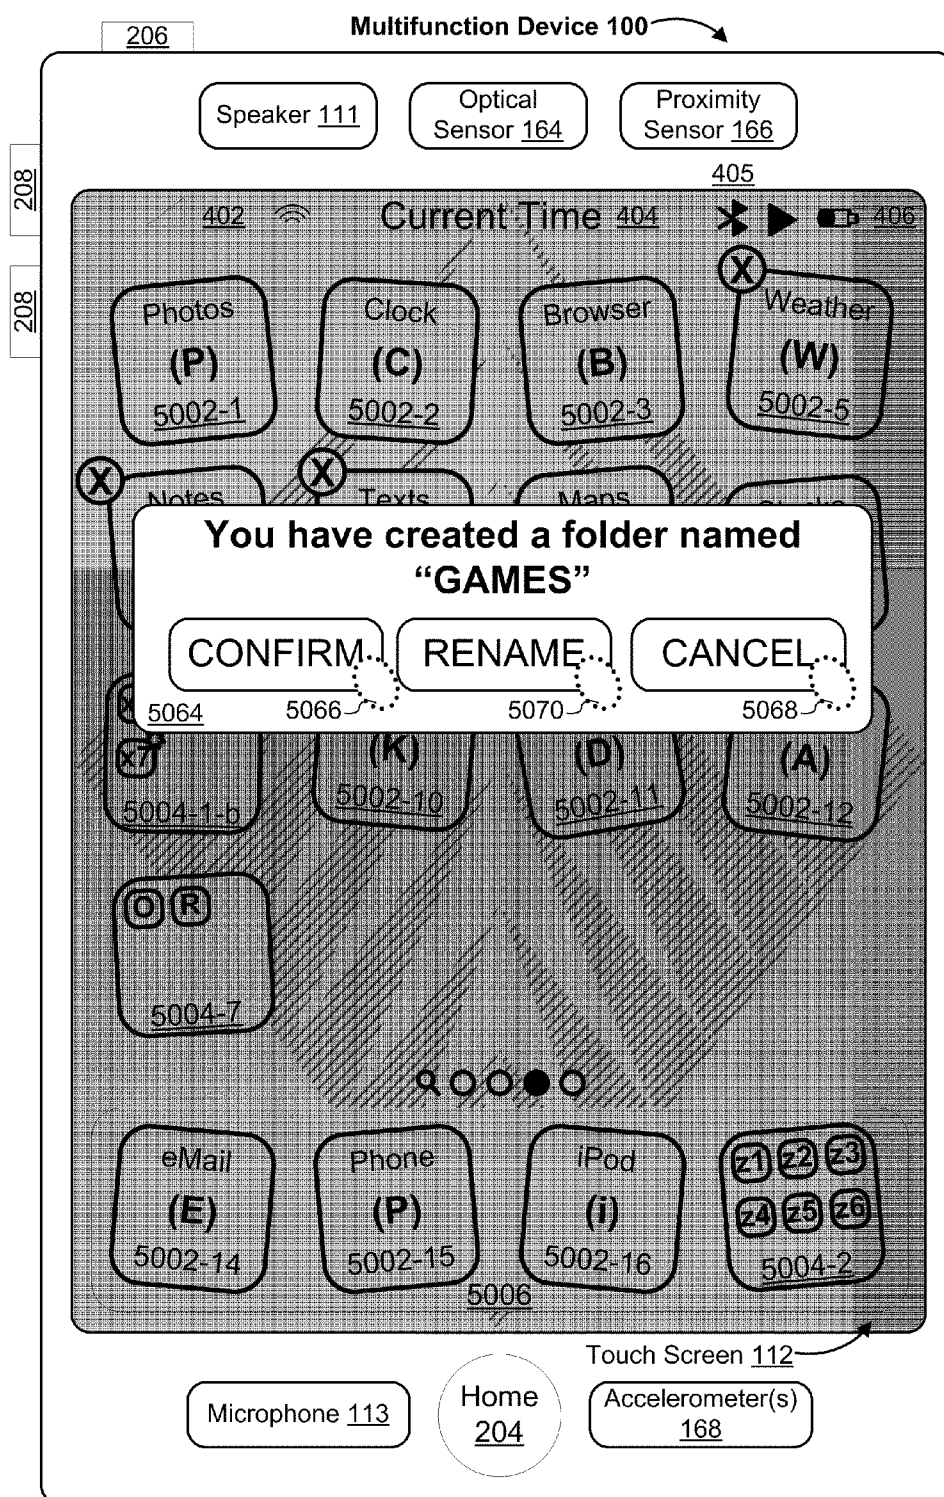 Multifunction Device 100
206
Speaker 111
Optical
Sensor 164
Proximity
Sensor 166
208
208
405
402 Current Time 404 406
X
Photos Clock Browser Weather
(P) (C) (B) (W)
5002-1 5002-2 5002-3 5002-5
X X
Notes Texts Maps
You have created a folder named
“GAMES”
CONFIRM RENAME CANCEL
5064 5066 5070 5068
x7 (K) (D) (A)
5004-1-b 5002-10 5002-11 5002-12
O R
5004-7
eMail Phone iPod z1 z2 z3
(E) (P) (i) z4 z5 z6
5002-14 5002-15 5002-16 5004-2
5006
Touch Screen 112
Microphone 113
Home
204
Accelerometer(s)
168